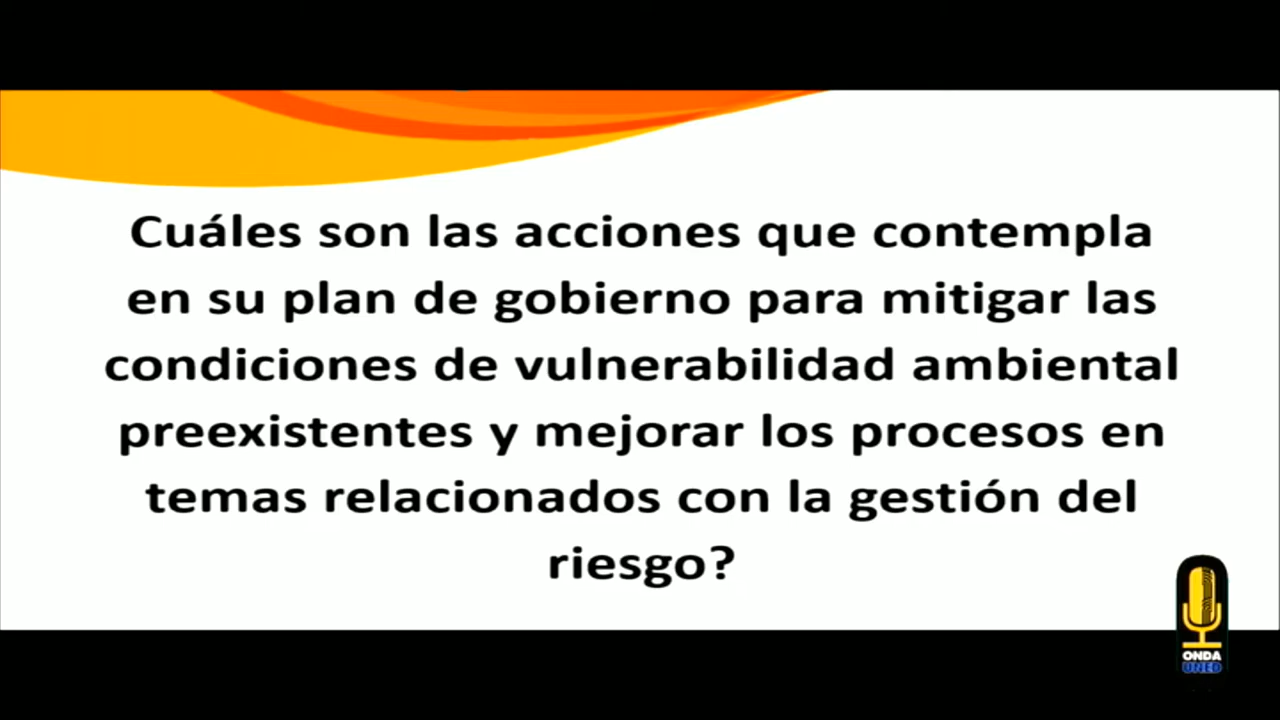 Cuáles son las acciones que contempla
en su plan de gobierno para mitigar las
condiciones de vulnerabilidad ambiental
preexistentes y mejorar los procesos en
temas relacionados con la gestión del
riesgo?
ONDA
UNED